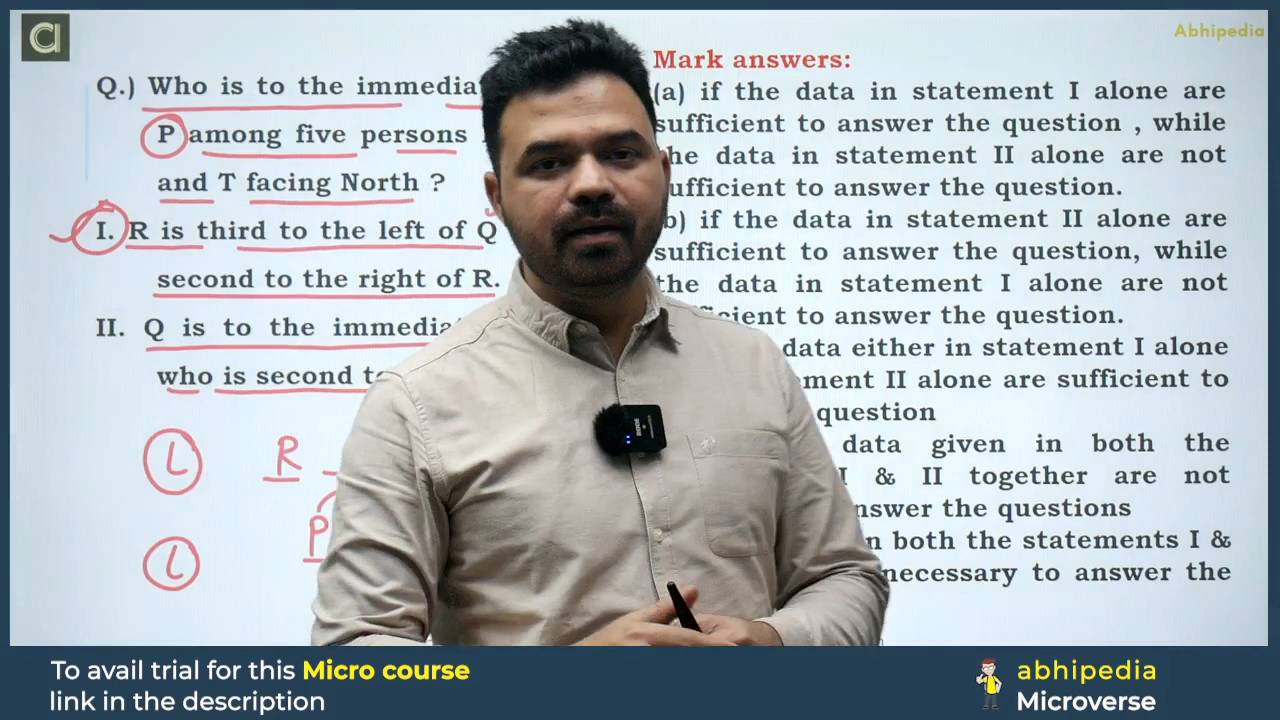 Abhipedia
Q.) Who is to the immedia
P among five persons
and T facing North ?
I. R is third to the left of Q
second to the right of R.
II. Q is to the immedia
who is second t
L R
P
L
Mark answers:
(a) if the data in statement I alone are
sufficient to answer the question , while
the data in statement II alone are not
sufficient to answer the question.
(b) if the data in statement II alone are
sufficient to answer the question, while
the data in statement I alone are not
sufficient to answer the question.
data either in statement I alone
ment II alone are sufficient to
question
data given in both the
I & II together are not
nswer the questions
n both the statements I &
necessary to answer the
To avail trial for this Micro course
link in the description
abhipedia
Microverse